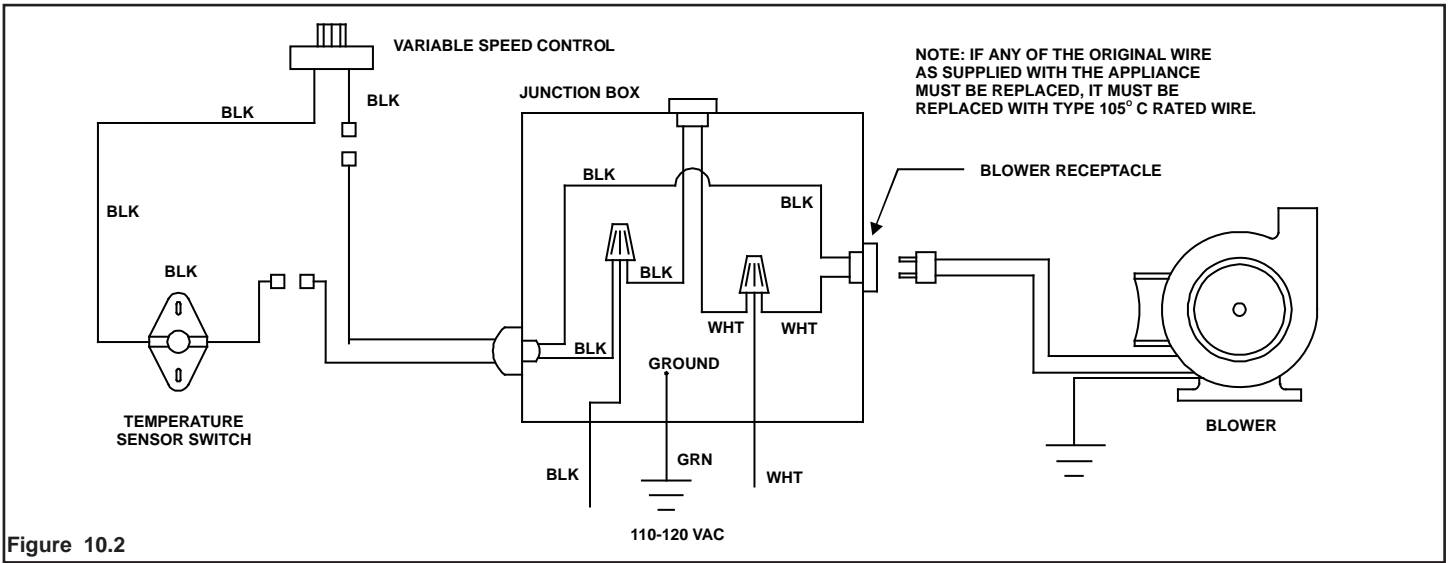 VARIABLE SPEED CONTROL
NOTE: IF ANY OF THE ORIGINAL WIRE
AS SUPPLIED WITH THE APPLIANCE
MUST BE REPLACED, IT MUST BE
REPLACED WITH TYPE 105° C RATED WIRE.
JUNCTION BOX
BLK
BLK
BLOWER RECEPTACLE
BLK
BLK
BLK
BLK
BLK
WHT
WHT
BLK
GROUND
TEMPERATURE
SENSOR SWITCH
BLOWER
BLK
GRN
WHT
110-120 VAC
Figure 10.2